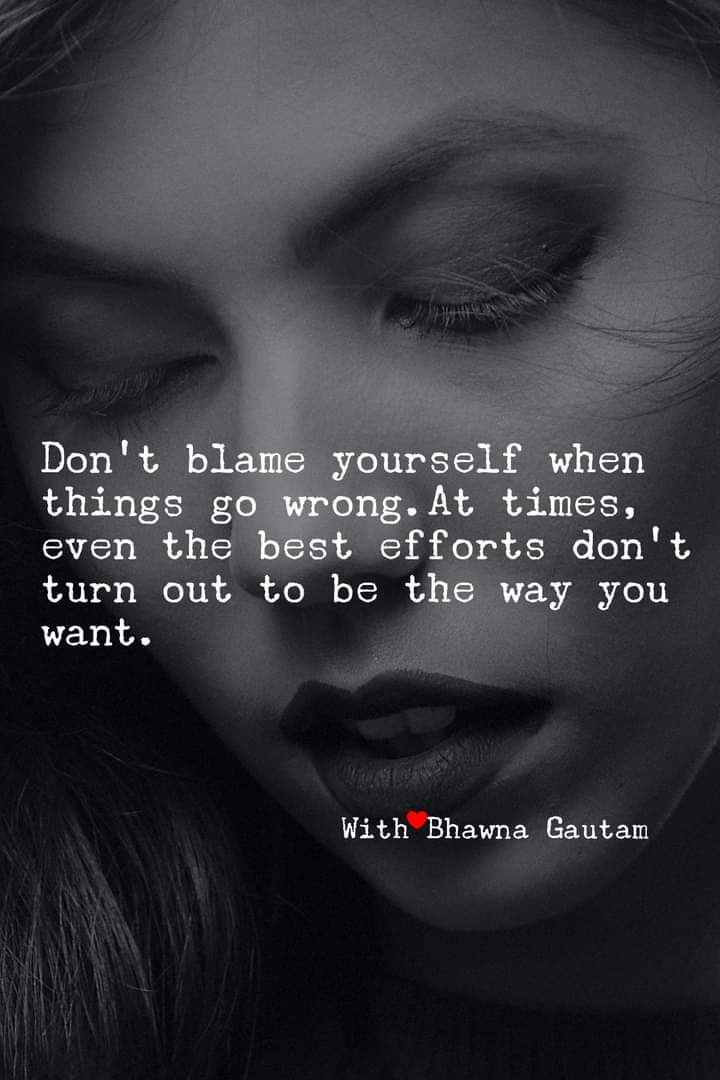 Don't blame yourself when
things go wrong.At times,
even the best efforts don't
turn out to be the way you
want.
With❤Bhawna Gautam